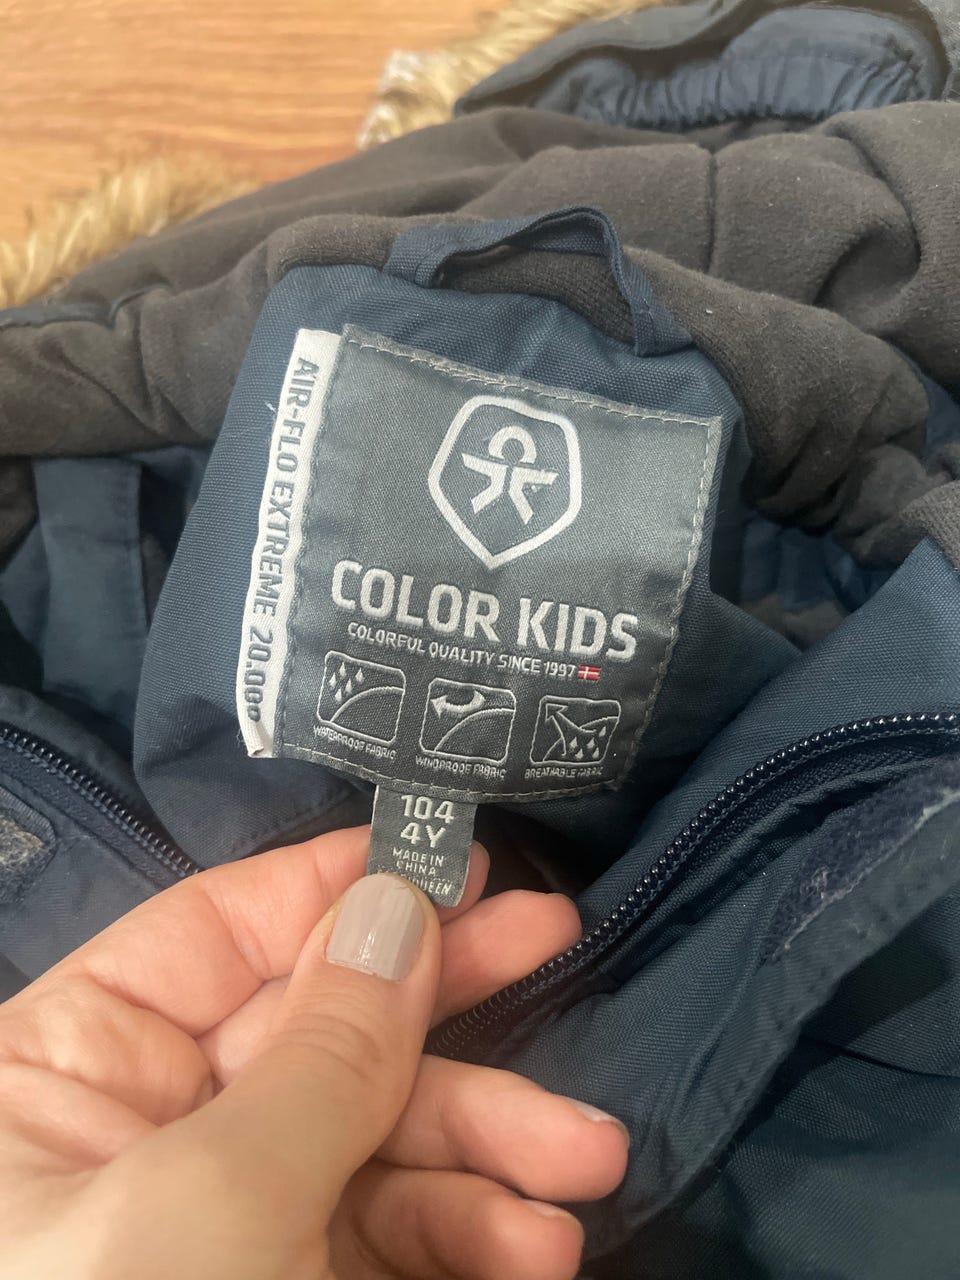 AIR-FLO EXTREME 20.000
COLOR KIDS
COLORFUL QUALITY SINCE 1997
WATERPROOF FABRIC
WINDPROOF FABRIC
BREATHABLE FABRIC
104
4Y
MADE IN
CHINA